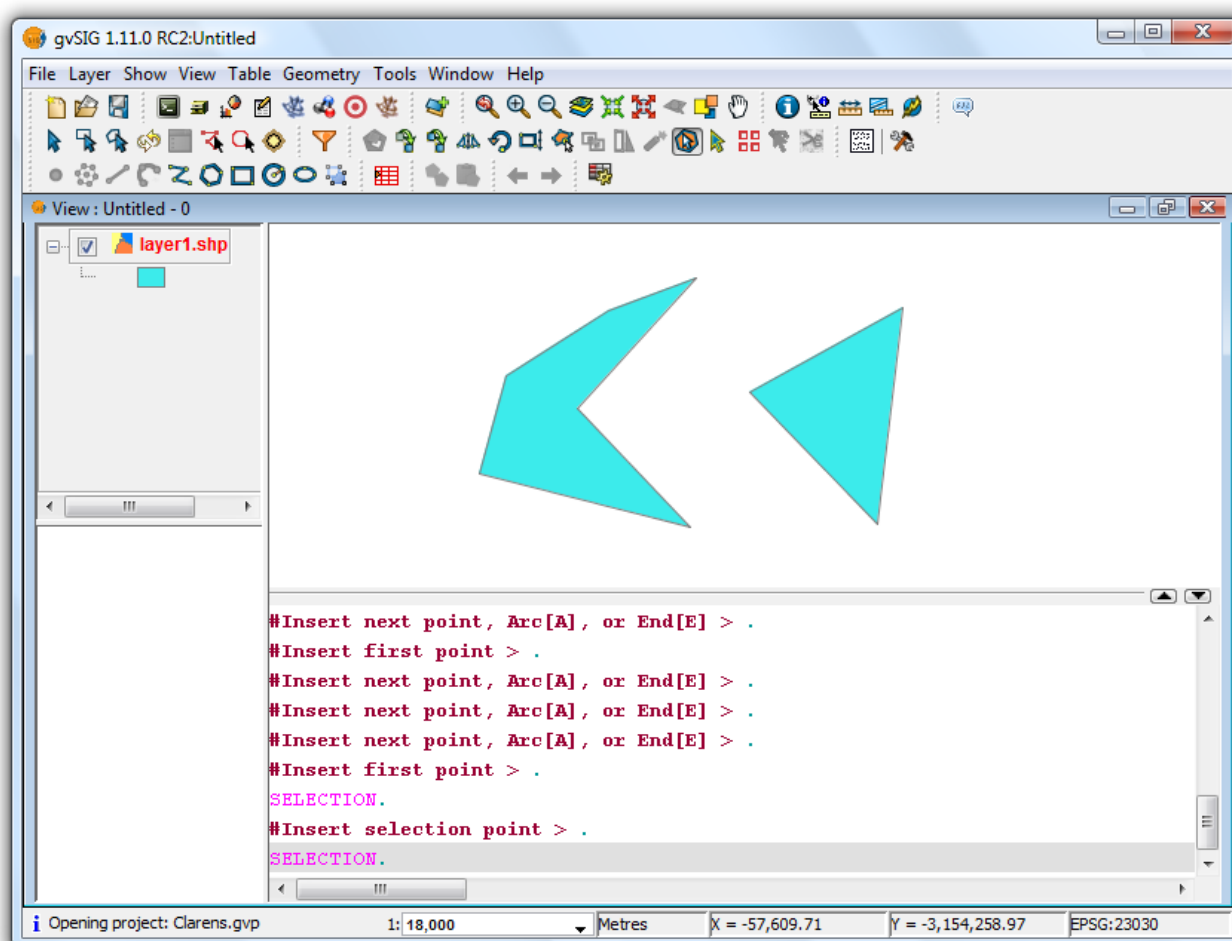 gvSIG 1.11.0 RC2:Untitled
File Layer Show View Table Geometry Tools Window Help
View : Untitled - 0
layer1.shp
#Insert next point, Arc[A], or End[E] > .
#Insert first point > .
#Insert next point, Arc[A], or End[E] > .
#Insert next point, Arc[A], or End[E] > .
#Insert next point, Arc[A], or End[E] > .
#Insert first point > .
SELECTION.
#Insert selection point > .
SELECTION.
Opening project: Clarens.gvp 1: 18,000 Metres X = -57,609.71 Y = -3,154,258.97 EPSG:23030